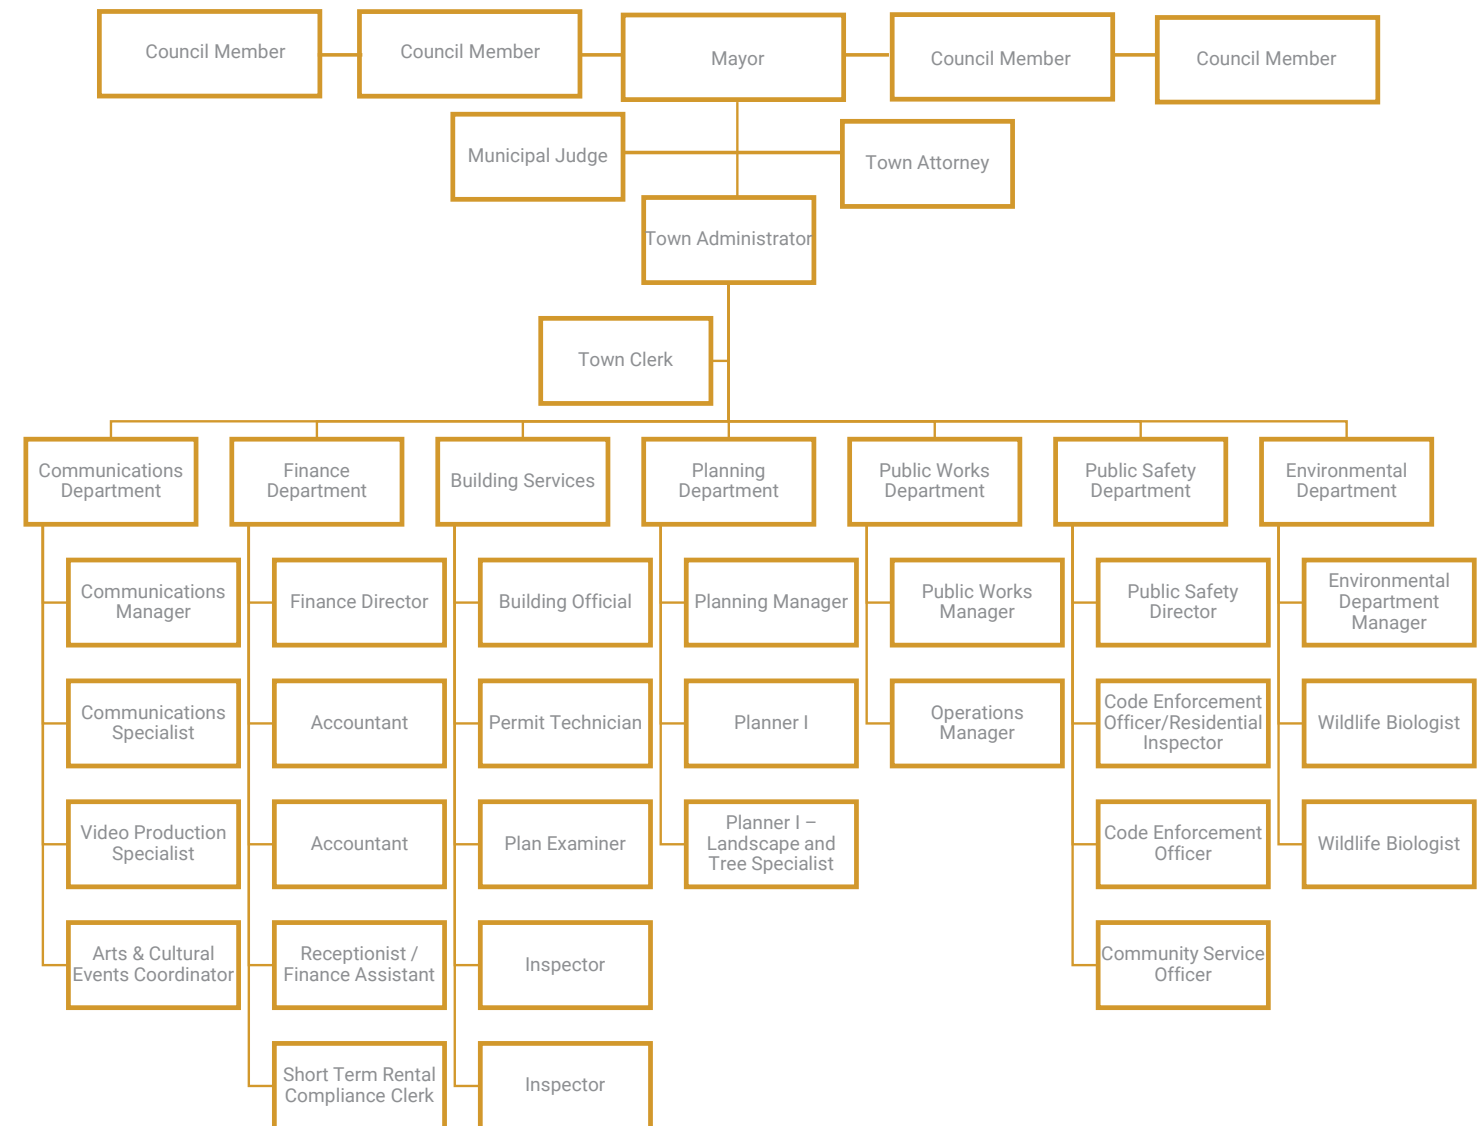 Council Member
Council Member
Mayor
Council Member
Council Member
Municipal Judge
Town Attorney
Town Administrator
Town Clerk
Communications
Department
Finance
Department
Building Services
Planning
Department
Public Works
Department
Public Safety
Department
Environmental
Department
Communications
Manager
Finance Director
Building Official
Planning Manager
Public Works
Manager
Public Safety
Director
Environmental
Department
Manager
Communications
Specialist
Accountant
Permit Technician
Planner I
Operations
Manager
Code Enforcement
Officer/Residential
Inspector
Wildlife Biologist
Video Production
Specialist
Accountant
Plan Examiner
Planner I –
Landscape and
Tree Specialist
Code Enforcement
Officer
Wildlife Biologist
Arts & Cultural
Events Coordinator
Receptionist /
Finance Assistant
Inspector
Community Service
Officer
Short Term Rental
Compliance Clerk
Inspector